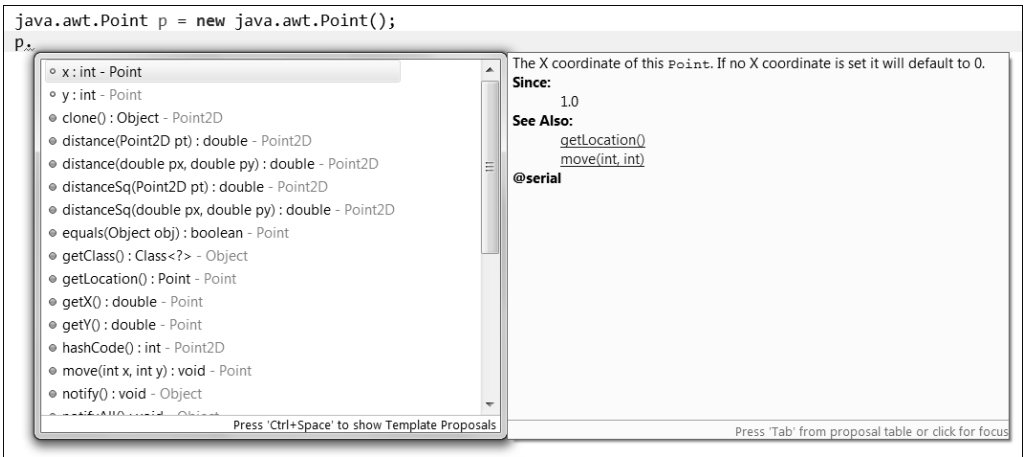 java.awt.Point p = new java.awt.Point();
p.
x : int - Point
y : int - Point
clone() : Object - Point2D
distance(Point2D pt) : double - Point2D
distance(double px, double py) : double - Point2D
distanceSq(Point2D pt) : double - Point2D
distanceSq(double px, double py) : double - Point2D
equals(Object obj) : boolean - Point
getClass() : Class<?> - Object
getLocation() : Point - Point
getX() : double - Point
getY() : double - Point
hashCode() : int - Point2D
move(int x, int y) : void - Point
notify() : void - Object
notifyAll() : void - Object
Press 'Ctrl+Space' to show Template Proposals
The X coordinate of this Point. If no X coordinate is set it will default to 0.
Since:
1.0
See Also:
getLocation()
move(int, int)
@serial
Press 'Tab' from proposal table or click for focus